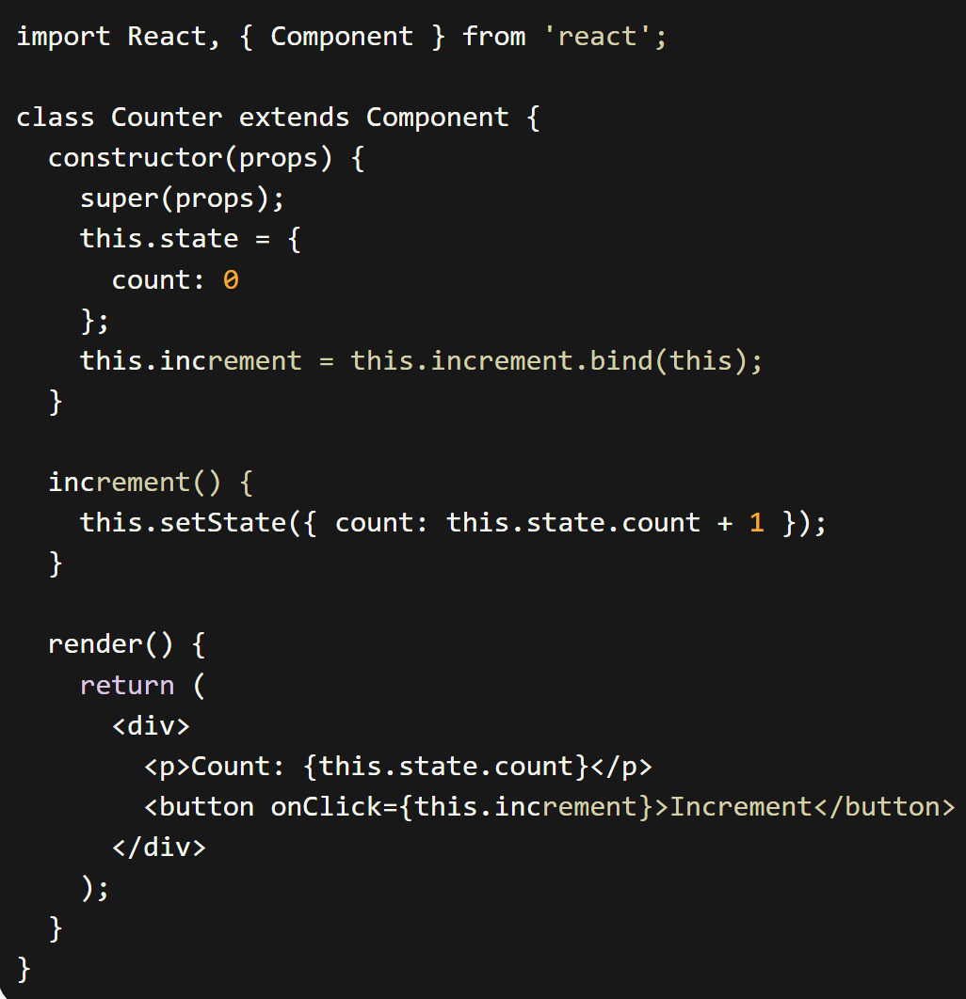 import React, { Component } from 'react';

class Counter extends Component {
  constructor(props) {
    super(props);
    this.state = {
      count: 0
    };
    this.increment = this.increment.bind(this);
  }

  increment() {
    this.setState({ count: this.state.count + 1 });
  }

  render() {
    return (
      <div>
        <p>Count: {this.state.count}</p>
        <button onClick={this.increment}>Increment</button>
      </div>
    );
  }
}